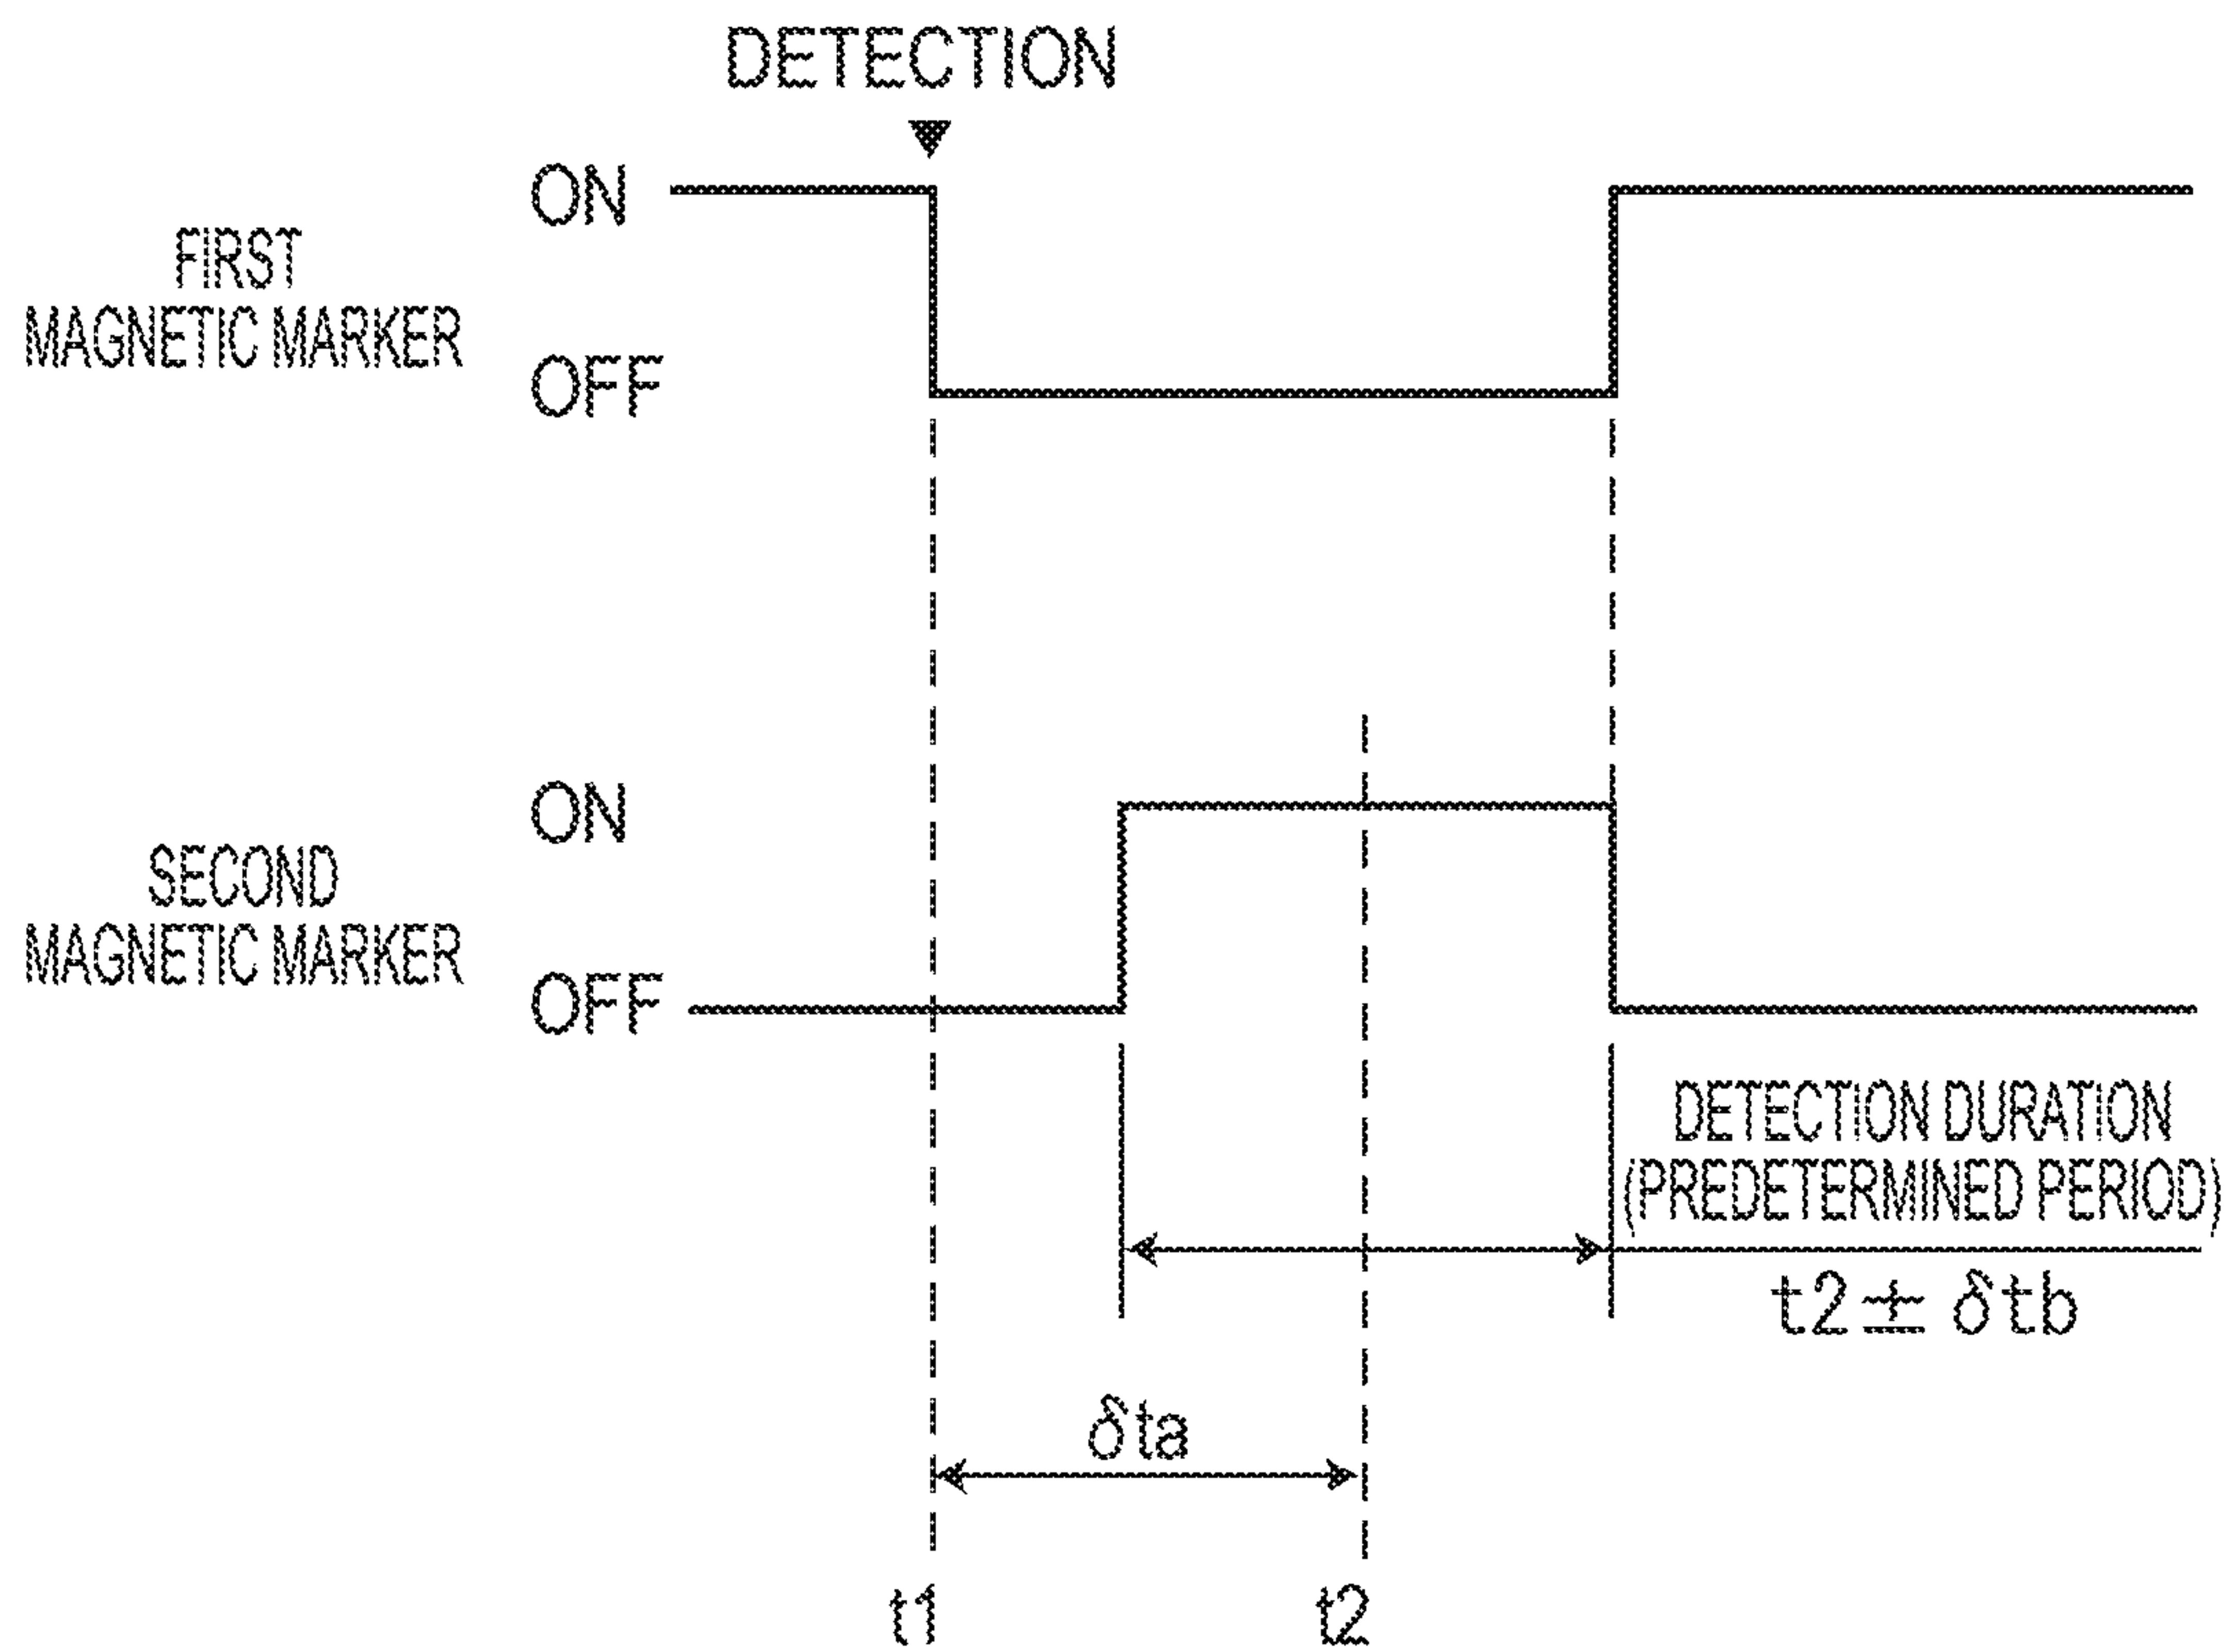 DETECTION
ON
FIRST
MAGNETIC MARKER
OFF
ON
SECOND
MAGNETIC MARKER
OFF
DETECTION DURATION
(PREDETERMINED PERIOD)
t2± δtb
δta
t1
t2